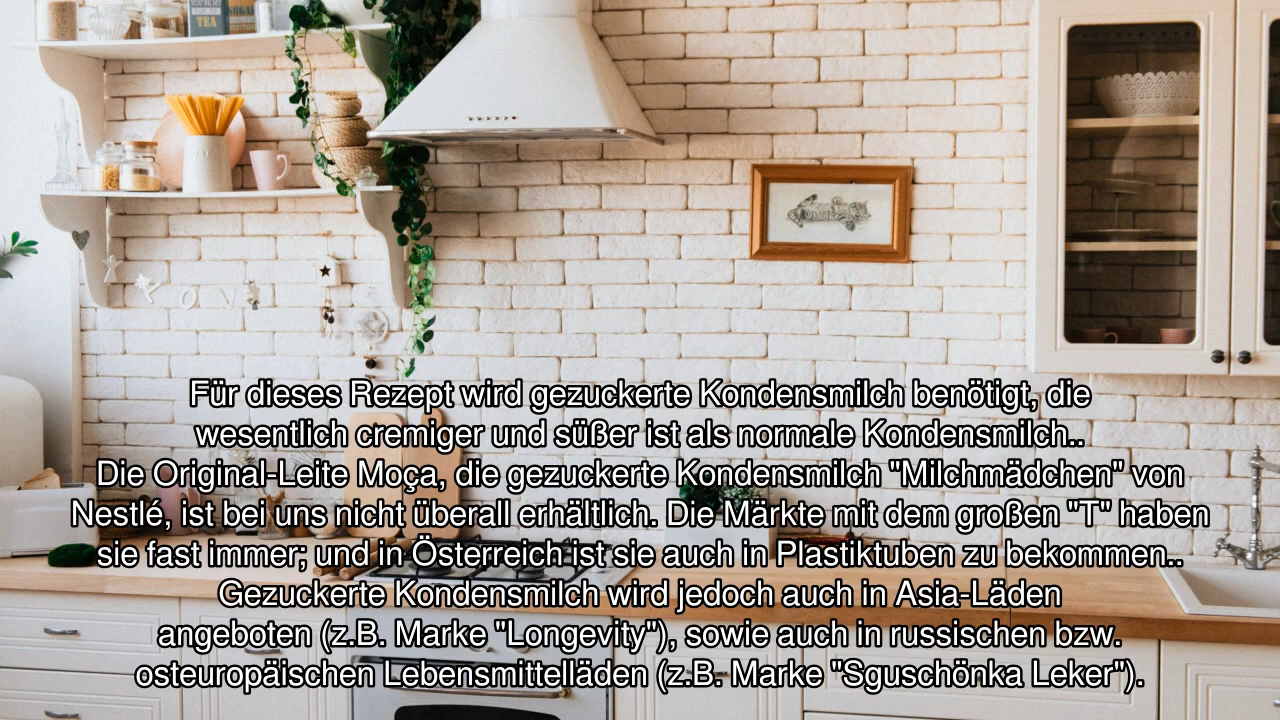 TEA
Für dieses Rezept wird gezuckerte Kondensmilch benötigt, die
wesentlich cremiger und süßer ist als normale Kondensmilch..
Die Original-Leite Moça, die gezuckerte Kondensmilch "Milchmädchen" von
Nestlé, ist bei uns nicht überall erhältlich. Die Märkte mit dem großen "T" haben
sie fast immer; und in Österreich ist sie auch in Plastiktuben zu bekommen..
Gezuckerte Kondensmilch wird jedoch auch in Asia-Läden
angeboten (z.B. Marke "Longevity"), sowie auch in russischen bzw.
osteuropäischen Lebensmittelläden (z.B. Marke "Sguschönka Leker").